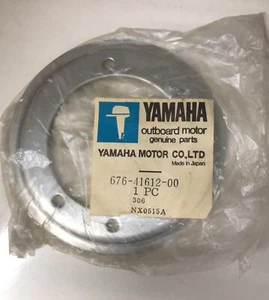 YAMAHA
outboard motor
genuine parts
YAMAHA MOTOR CO.,LTD
Made in Japan
676-41612-00
1 PC
306
NX0515A